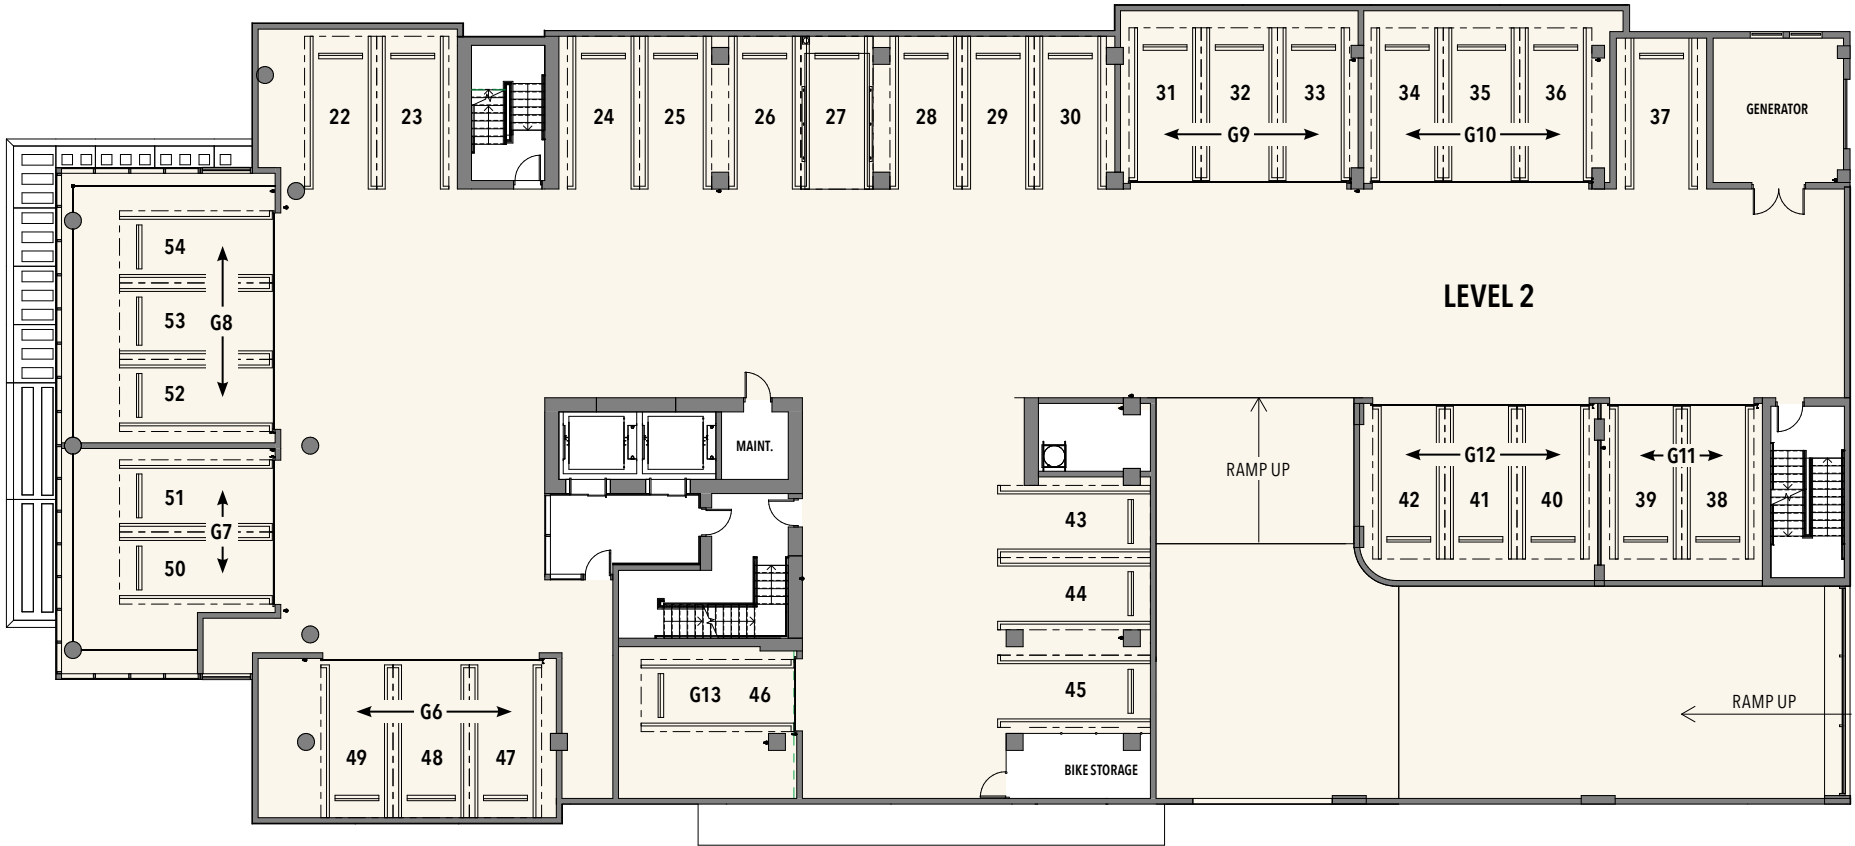 22 23 24 25 26 27 28 29 30
31 32 33
G9
34 35 36
G10
37
GENERATOR
54
53
G8
52
LEVEL 2
51
G7
50
MAINT.
RAMP UP
G12
42 41 40
G11
39 38
43
44
45
G13 46
G6
49 48 47
BIKE STORAGE
RAMP UP